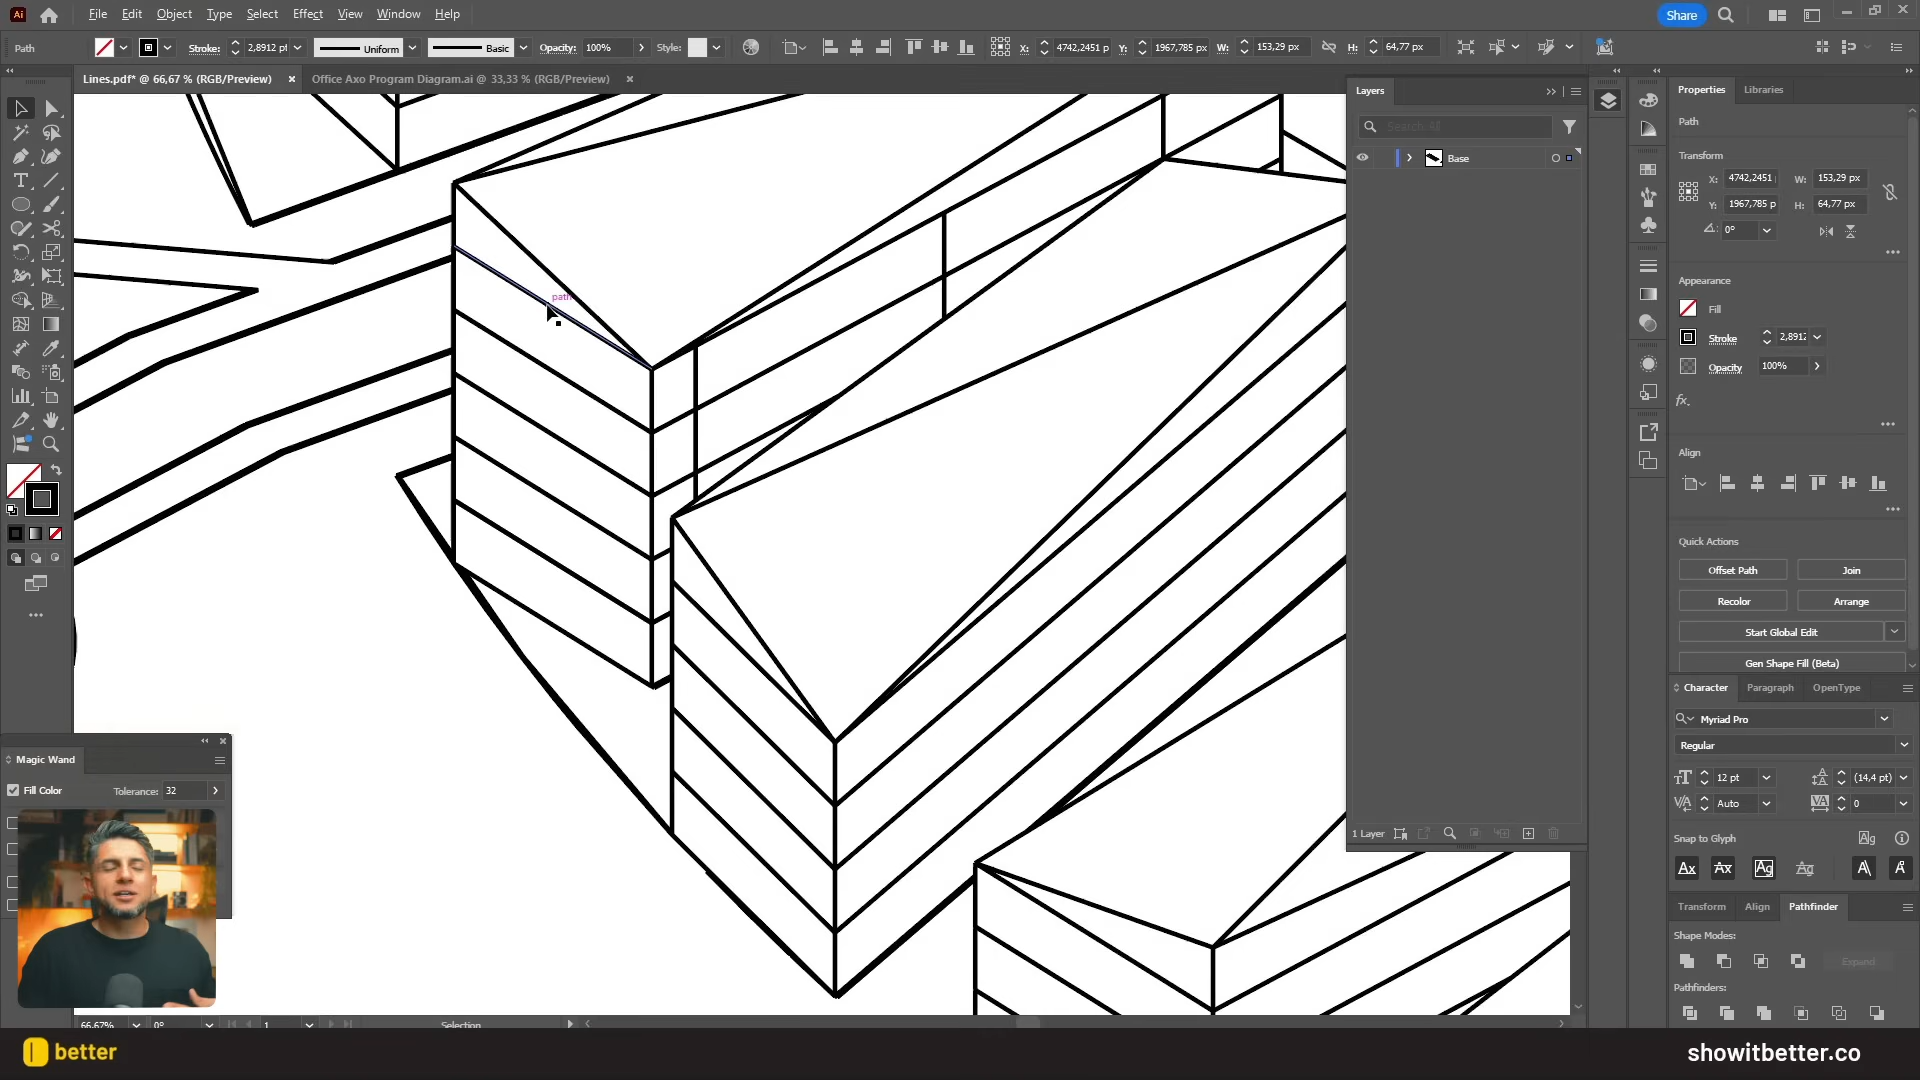 Ai File Edit Object Type Select Effect View Window Help Share
Path Stroke: 2,8912 pt Uniform Basic Opacity: 100% Style: X: 4742,2451 p Y: 1967,785 px W: 153,29 px H: 64,77 px
Lines.pdf* @ 66,67 % (RGB/Preview) × Office Axo Program Diagram.ai @ 33,33 % (RGB/Preview) ×
Layers
Search All
Base
1 Layer
path
Properties Libraries
Path
Transform
X: 4742,2451 W: 153,29 px
Y: 1967,785 p H: 64,77 px
0°
Appearance
Fill
Stroke 2,8912
Opacity 100%
fx.
Align
Quick Actions
Offset Path Join
Recolor Arrange
Start Global Edit
Gen Shape Fill (Beta)
Character Paragraph OpenType
Myriad Pro
Regular
12 pt (14,4 pt)
Auto 0
Snap to Glyph
Transform Align Pathfinder
Shape Modes:
Expand
Pathfinders:
Magic Wand
Fill Color Tolerance: 32
66,67% 0° 1 Selection
better
showitbetter.co